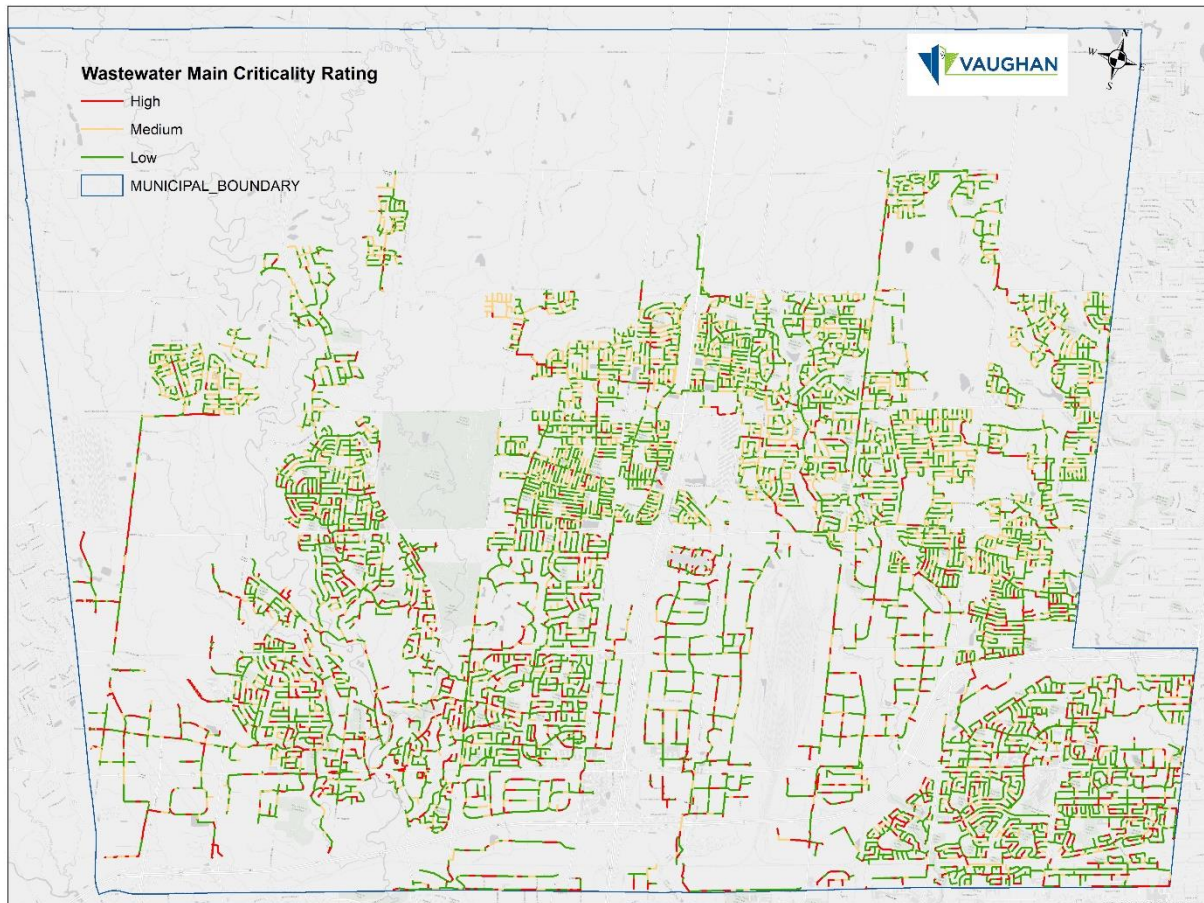 Wastewater Main Criticality Rating
High
Medium
Low
MUNICIPAL_BOUNDARY
VAUGHAN
N
W
E
S